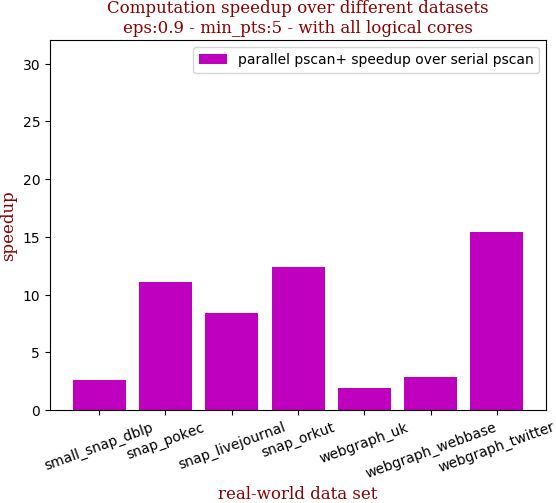 Computation speedup over different datasets
eps:0.9 - min_pts:5 - with all logical cores
parallel pscan+ speedup over serial pscan
speedup
30
25
20
15
10
5
0
small_snap_dblp
snap_pokec
snap_livejournal
snap_orkut
webgraph_uk
webgraph_webbase
webgraph_twitter
real-world data set